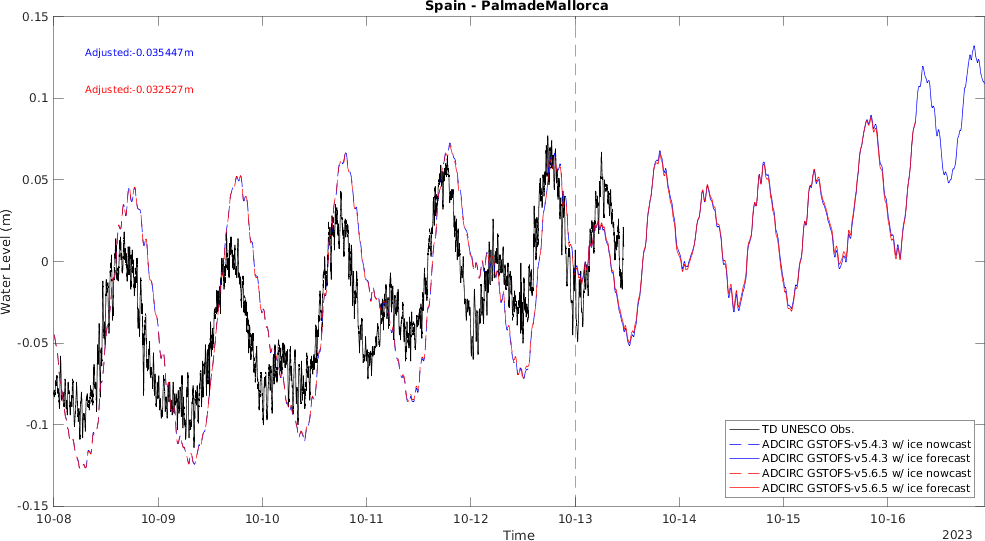 Spain - PalmadeMallorca
0.15
Adjusted:-0.035447m
0.1
Adjusted:-0.032527m
0.05
Water Level (m)
0
-0.05
-0.1
-0.15
TD UNESCO Obs.
ADCIRC GSTOFS-v5.4.3 w/ ice nowcast
ADCIRC GSTOFS-v5.4.3 w/ ice forecast
ADCIRC GSTOFS-v5.6.5 w/ ice nowcast
ADCIRC GSTOFS-v5.6.5 w/ ice forecast
10-08 10-09 10-10 10-11 10-12 10-13 10-14 10-15 10-16
Time
2023